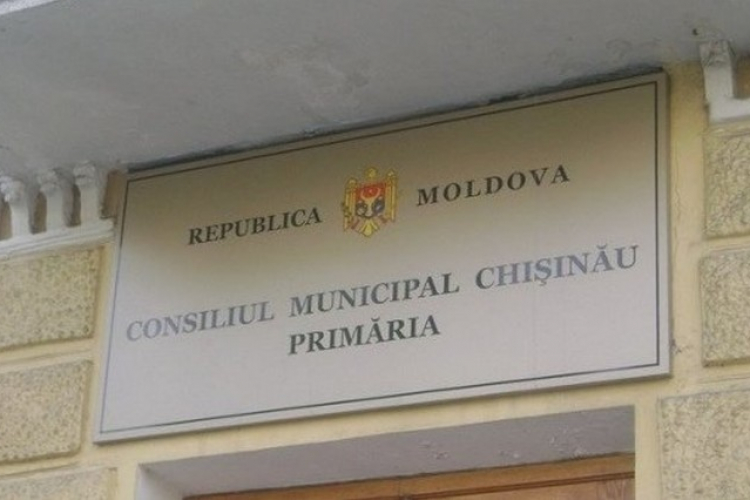 REPUBLICA MOLDOVA
CONSILIUL MUNICIPAL CHIŞINĂU
PRIMĂRIA